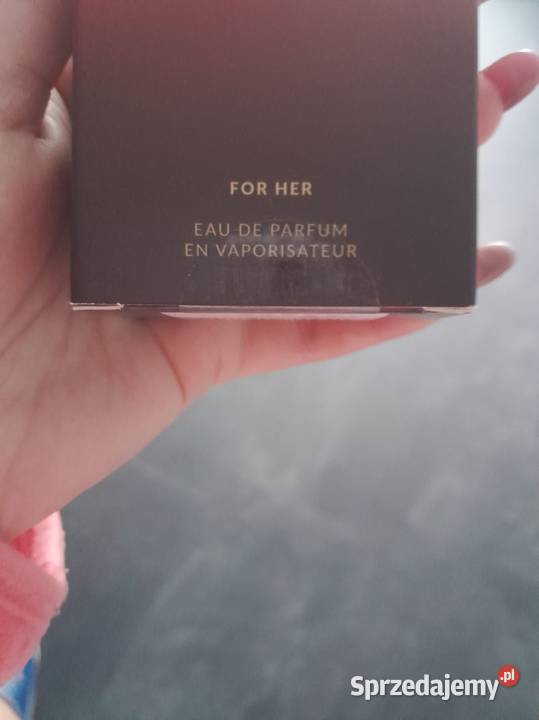 FOR HER
EAU DE PARFUM
EN VAPORISATEUR
Sprzedajemy.pl